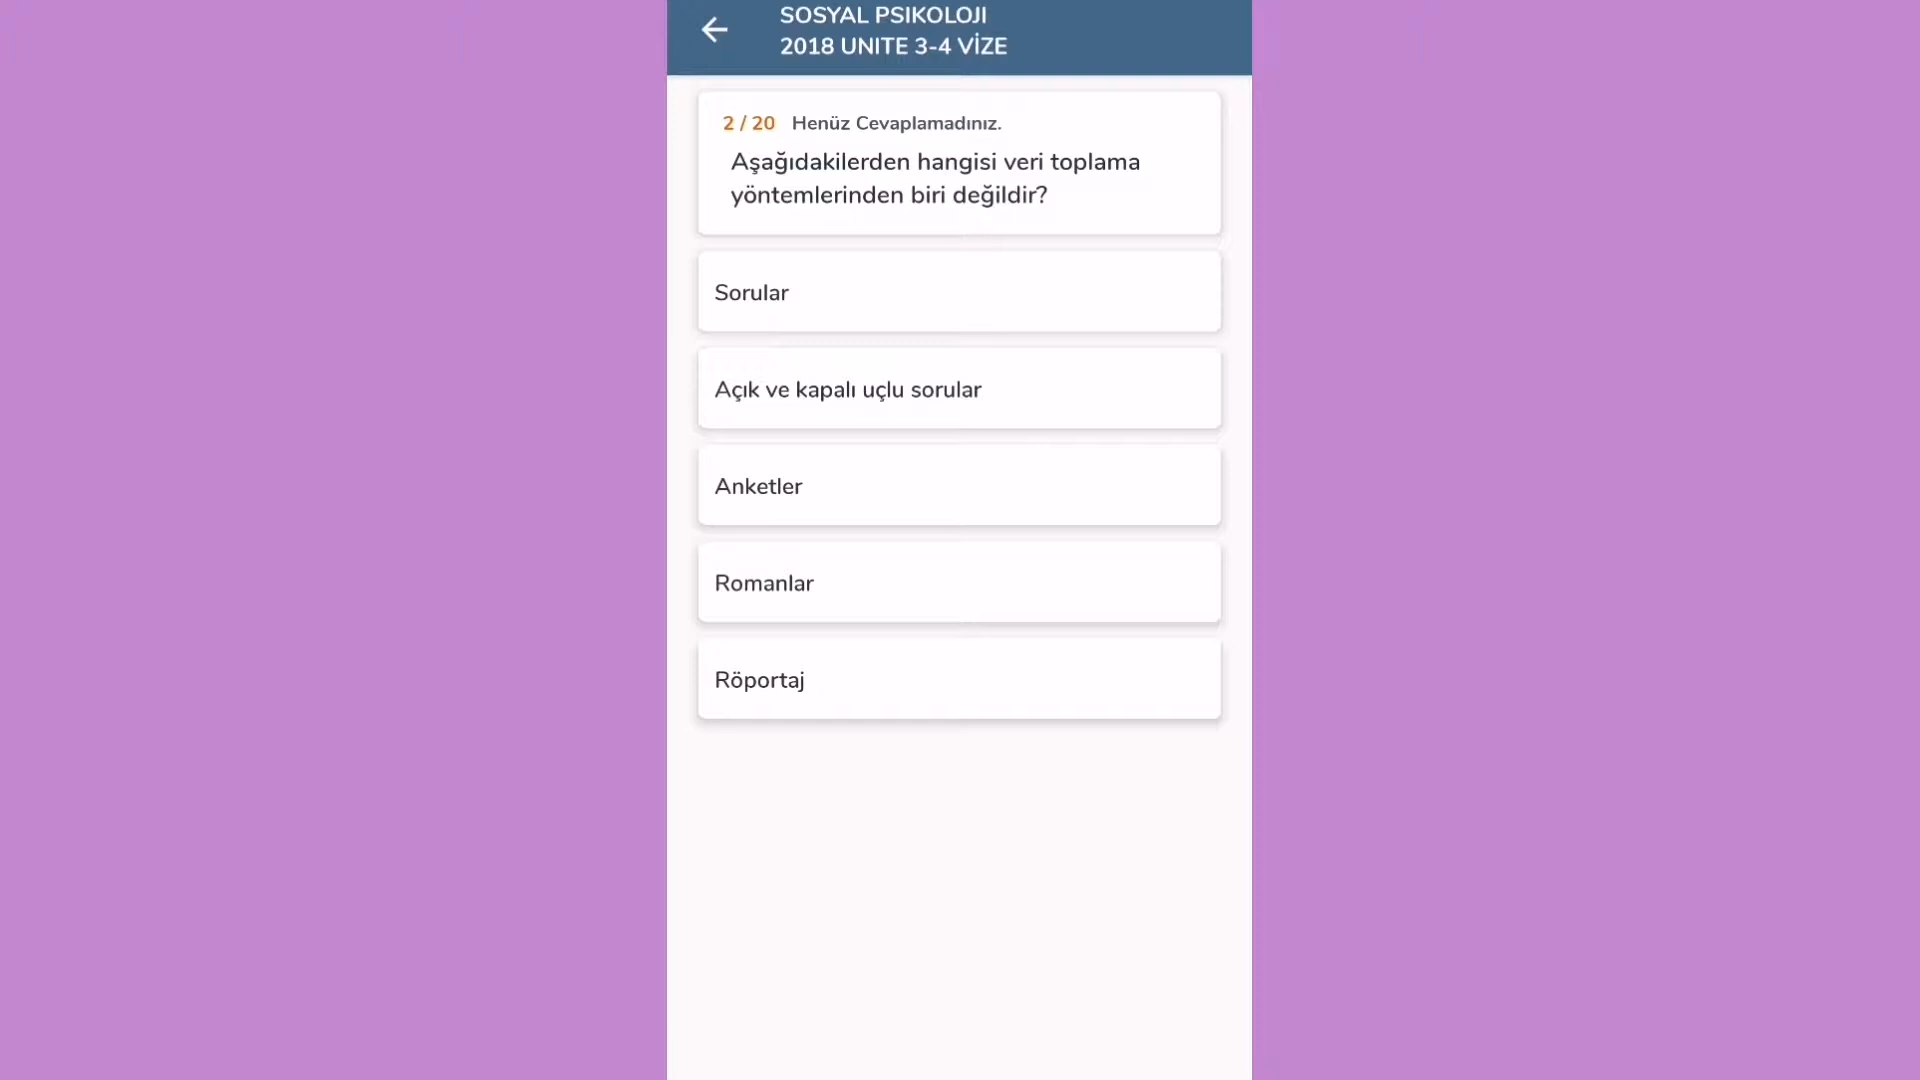 SOSYAL PSIKOLOJI
2018 UNITE 3-4 VİZE
2 / 20 Henüz Cevaplamadınız.
Aşağıdakilerden hangisi veri toplama
yöntemlerinden biri değildir?
Sorular
Açık ve kapalı uçlu sorular
Anketler
Romanlar
Röportaj